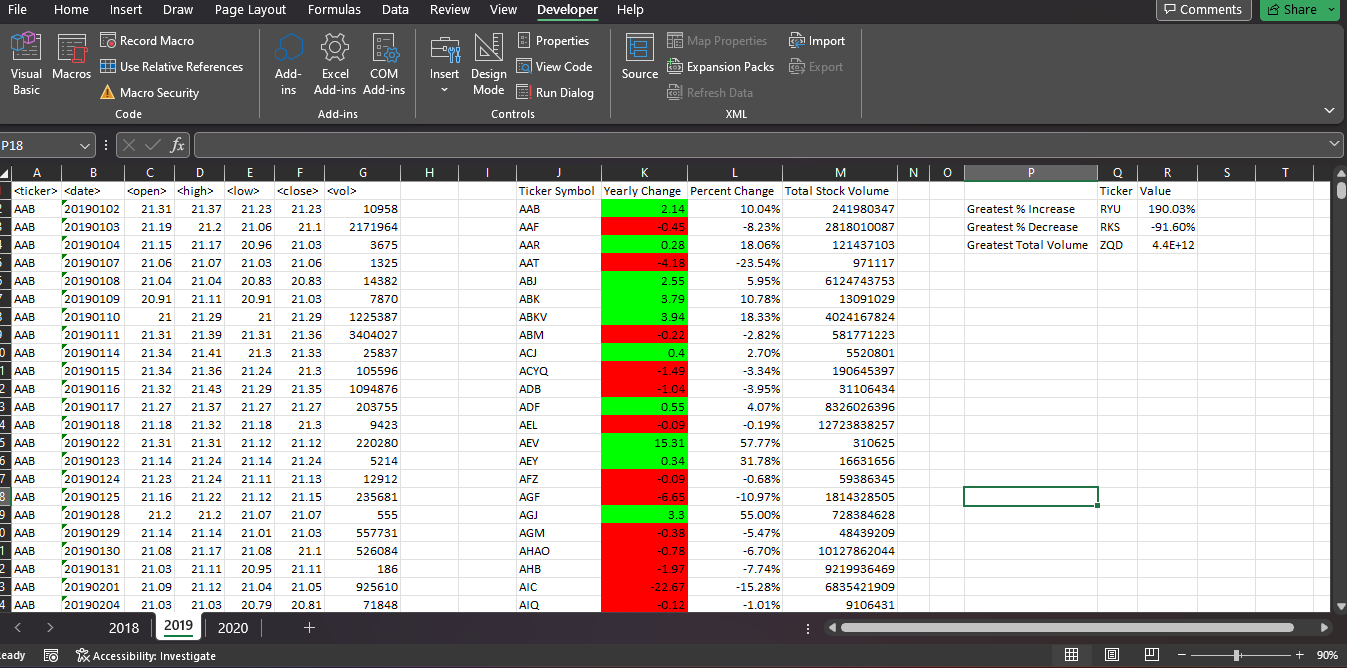 File Home Insert Draw Page Layout Formulas Data Review View Developer Help Comments Share
Record Macro Properties Map Properties Import
Use Relative References View Code Expansion Packs Export
Visual Basic Macros Macro Security Add-ins Excel Add-ins COM Add-ins Insert Design Mode Run Dialog Source Refresh Data
Code Add-ins Controls XML
P18 fx
A B C D E F G H I J K L M N O P Q R S T
<ticker> <date> <open> <high> <low> <close> <vol> Ticker Symbol Yearly Change Percent Change Total Stock Volume Ticker Value
AAB 20190102 21.31 21.37 21.23 21.23 10958 AAB 2.14 10.04% 241980347 Greatest % Increase RYU 190.03%
AAB 20190103 21.19 21.2 21.06 21.1 2171964 AAF -0.45 -8.23% 2818010087 Greatest % Decrease RKS -91.60%
AAB 20190104 21.15 21.17 20.96 21.03 3675 AAR 0.28 18.06% 121437103 Greatest Total Volume ZQD 4.4E+12
AAB 20190107 21.06 21.07 21.03 21.06 1325 AAT -4.18 -23.54% 971117
AAB 20190108 21.04 21.04 20.83 20.83 14382 ABJ 2.55 5.95% 6124743753
AAB 20190109 20.91 21.11 20.91 21.03 7870 ABK 3.79 10.78% 13091029
AAB 20190110 21 21.29 21 21.29 1225387 ABKV 3.94 18.33% 4024167824
AAB 20190111 21.31 21.39 21.31 21.36 3404027 ABM -0.22 -2.82% 581771223
AAB 20190114 21.34 21.41 21.3 21.33 25837 ACJ 0.4 2.70% 5520801
AAB 20190115 21.34 21.36 21.24 21.3 105596 ACYQ -1.49 -3.34% 190645397
AAB 20190116 21.32 21.43 21.29 21.35 1094876 ADB -1.04 -3.95% 31106434
AAB 20190117 21.27 21.37 21.27 21.27 203755 ADF 0.55 4.07% 8326026396
AAB 20190118 21.18 21.32 21.18 21.3 9423 AEL -0.09 -0.19% 12723838257
AAB 20190122 21.31 21.31 21.12 21.12 220280 AEV 15.31 57.77% 310625
AAB 20190123 21.14 21.24 21.14 21.24 5214 AEY 0.34 31.78% 16631656
AAB 20190124 21.23 21.24 21.11 21.13 12912 AFZ -0.09 -0.68% 59386345
AAB 20190125 21.16 21.22 21.12 21.15 235681 AGF -6.65 -10.97% 1814328505
AAB 20190128 21.2 21.2 21.07 21.07 555 AGJ 3.3 55.00% 728384628
AAB 20190129 21.14 21.14 21.01 21.03 557731 AGM -0.38 -5.47% 48439209
AAB 20190130 21.08 21.17 21.08 21.1 526084 AHAO -0.78 -6.70% 10127862044
AAB 20190131 21.03 21.11 20.95 21.11 186 AHB -1.97 -7.74% 9219936469
AAB 20190201 21.09 21.12 21.04 21.05 925610 AIC -22.67 -15.28% 6835421909
AAB 20190204 21.03 21.03 20.79 20.81 71848 AIQ -0.12 -1.01% 9106431
2018 2019 2020
eady Accessibility: Investigate 90%